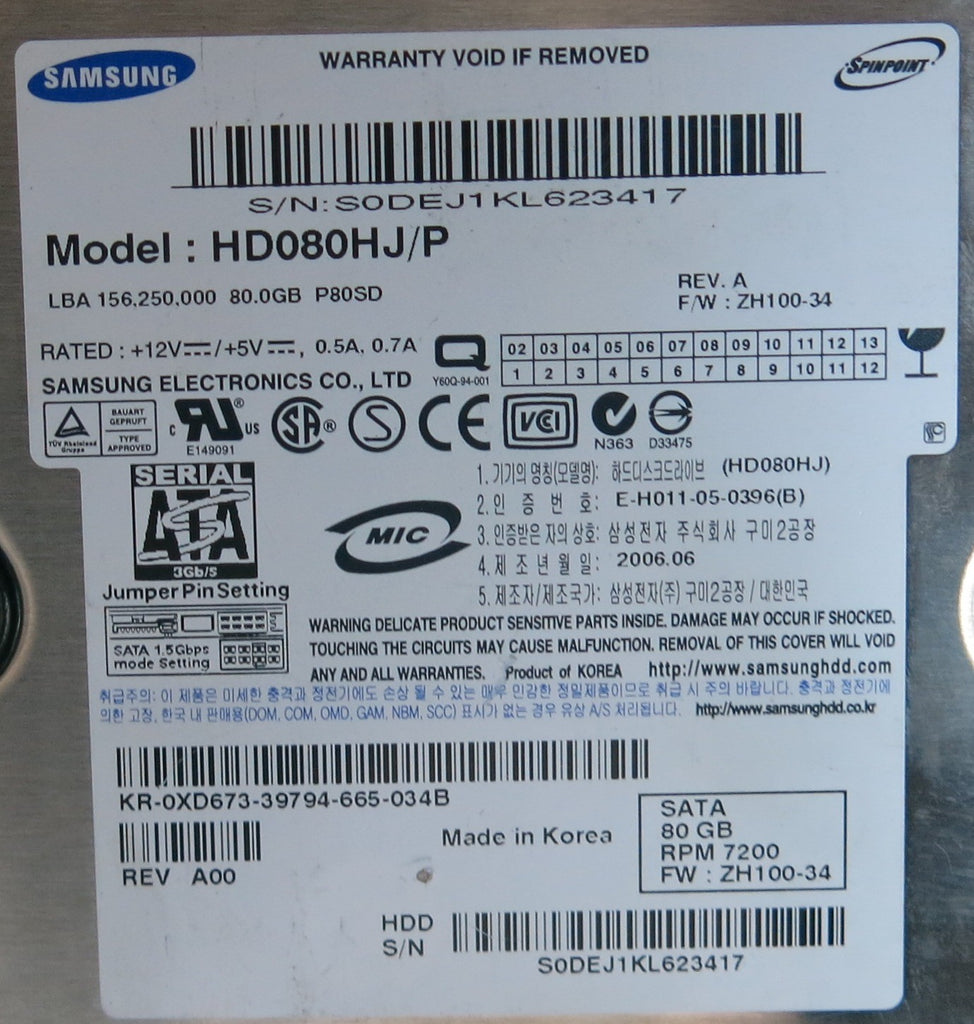 SAMSUNG
WARRANTY VOID IF REMOVED
SPINPOINT
S/N:S0DEJ1KL623417
Model : HD080HJ/P
LBA 156,250,000 80.0GB P80SD
REV. A
F/W : ZH100-34
RATED : +12V /+5V , 0.5A, 0.7A
SAMSUNG ELECTRONICS CO., LTD
Q
Y60Q-94-001
02 03 04 05 06 07 08 09 10 11 12 13
1 2 3 4 5 6 7 8 9 10 11 12
TÜV Rheinland
Gruppe
BAUART
GEPRUFT
TYPE
APPROVED
c RU ® US
E149091
SA ®
S
CE
VCI
N363
D33475
SERIAL
ATA
3Gb/s
Jumper Pin Setting
SATA 1.5Gbps
mode Setting
MIC
1. 기기의 명칭(모델명): 하드디스크드라이브 (HD080HJ)
2. 인 증 번 호: E-H011-05-0396(B)
3. 인증받은 자의 상호: 삼성전자 주식회사 구미2공장
4. 제 조 년 월 일: 2006.06
5. 제조자/제조국가: 삼성전자(주) 구미2공장 / 대한민국
WARNING DELICATE PRODUCT SENSITIVE PARTS INSIDE. DAMAGE MAY OCCUR IF SHOCKED.
TOUCHING THE CIRCUITS MAY CAUSE MALFUNCTION. REMOVAL OF THIS COVER WILL VOID
ANY AND ALL WARRANTIES. Product of KOREA http://www.samsunghdd.com
취급주의: 이 제품은 미세한 충격과 정전기에도 손상 될 수 있는 매우 민감한 정밀제품이므로 취급 시 주의 바랍니다. 충격과 정전기에
의한 고장, 한국 내 판매용(DOM, COM, OMD, GAM, NBM, SCC) 표시가 없는 경우 유상 A/S 처리됩니다. http://www.samsunghdd.co.kr
KR-0XD673-39794-665-034B
REV A00
Made in Korea
SATA
80 GB
RPM 7200
FW : ZH100-34
HDD
S/N
S0DEJ1KL623417